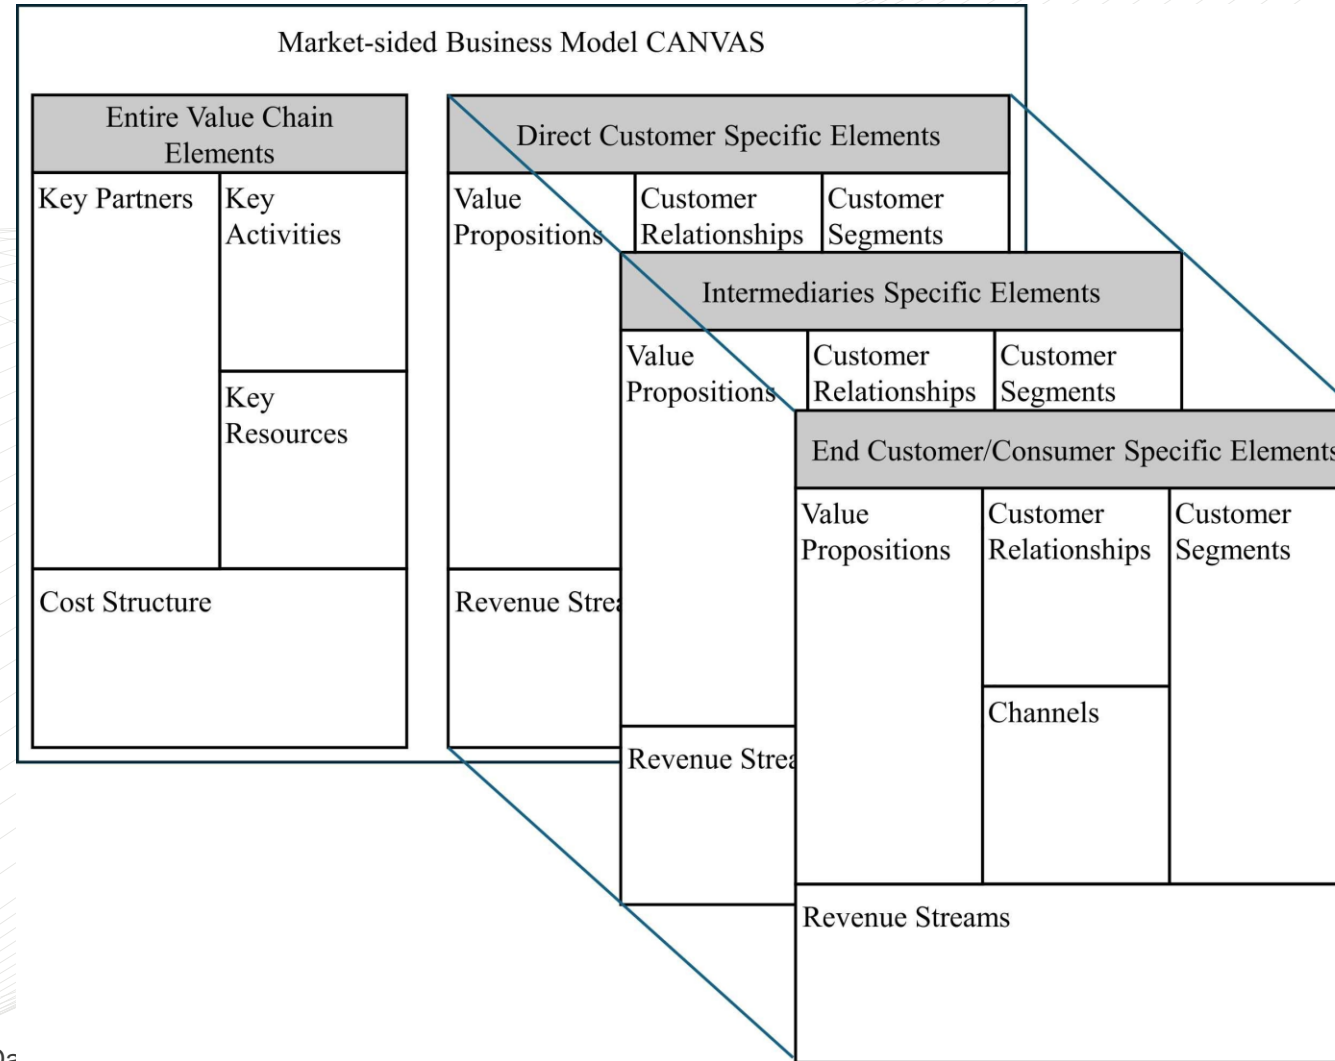 Market-sided Business Model CANVAS
Entire Value Chain
Elements
Key Partners
Key
Activities
Key
Resources
Cost Structure
Direct Customer Specific Elements
Value
Propositions
Customer
Relationships
Customer
Segments
Revenue
Intermediaries Specific Elements
Value
Propositions
Customer
Relationships
Customer
Segments
Revenue
End Customer/Consumer Specific Elements
Value
Propositions
Customer
Relationships
Customer
Segments
Channels
Revenue Streams